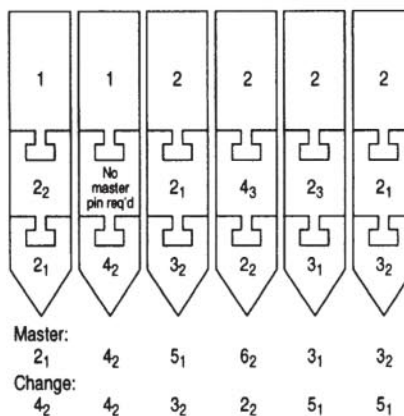 1 1 2 2 2 2
2₂ No master pin req'd 2₁ 4₃ 2₃ 2₁
2₁ 4₂ 3₂ 2₂ 3₁ 3₂
Master:
2₁ 4₂ 5₁ 6₂ 3₁ 3₂
Change:
4₂ 4₂ 3₂ 2₂ 5₁ 5₁